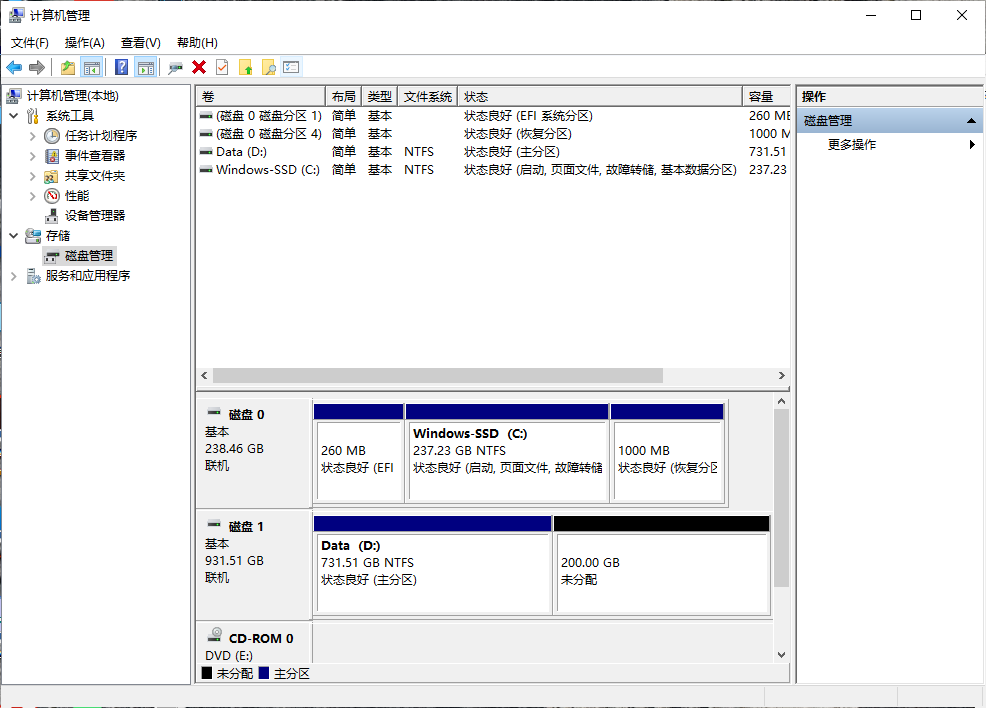 计算机管理
文件(F) 操作(A) 查看(V) 帮助(H)
计算机管理(本地)
系统工具
任务计划程序
事件查看器
共享文件夹
性能
设备管理器
存储
磁盘管理
服务和应用程序
卷 布局 类型 文件系统 状态 容量
(磁盘 0 磁盘分区 1) 简单 基本 状态良好 (EFI 系统分区) 260 MB
(磁盘 0 磁盘分区 4) 简单 基本 状态良好 (恢复分区) 1000 M
Data (D:) 简单 基本 NTFS 状态良好 (主分区) 731.51
Windows-SSD (C:) 简单 基本 NTFS 状态良好 (启动, 页面文件, 故障转储, 基本数据分区) 237.23
磁盘 0
基本
238.46 GB
联机
260 MB
状态良好 (EFI
Windows-SSD (C:)
237.23 GB NTFS
状态良好 (启动, 页面文件, 故障转储
1000 MB
状态良好 (恢复分区
磁盘 1
基本
931.51 GB
联机
Data (D:)
731.51 GB NTFS
状态良好 (主分区)
200.00 GB
未分配
CD-ROM 0
DVD (E:)
未分配 主分区
操作
磁盘管理
更多操作